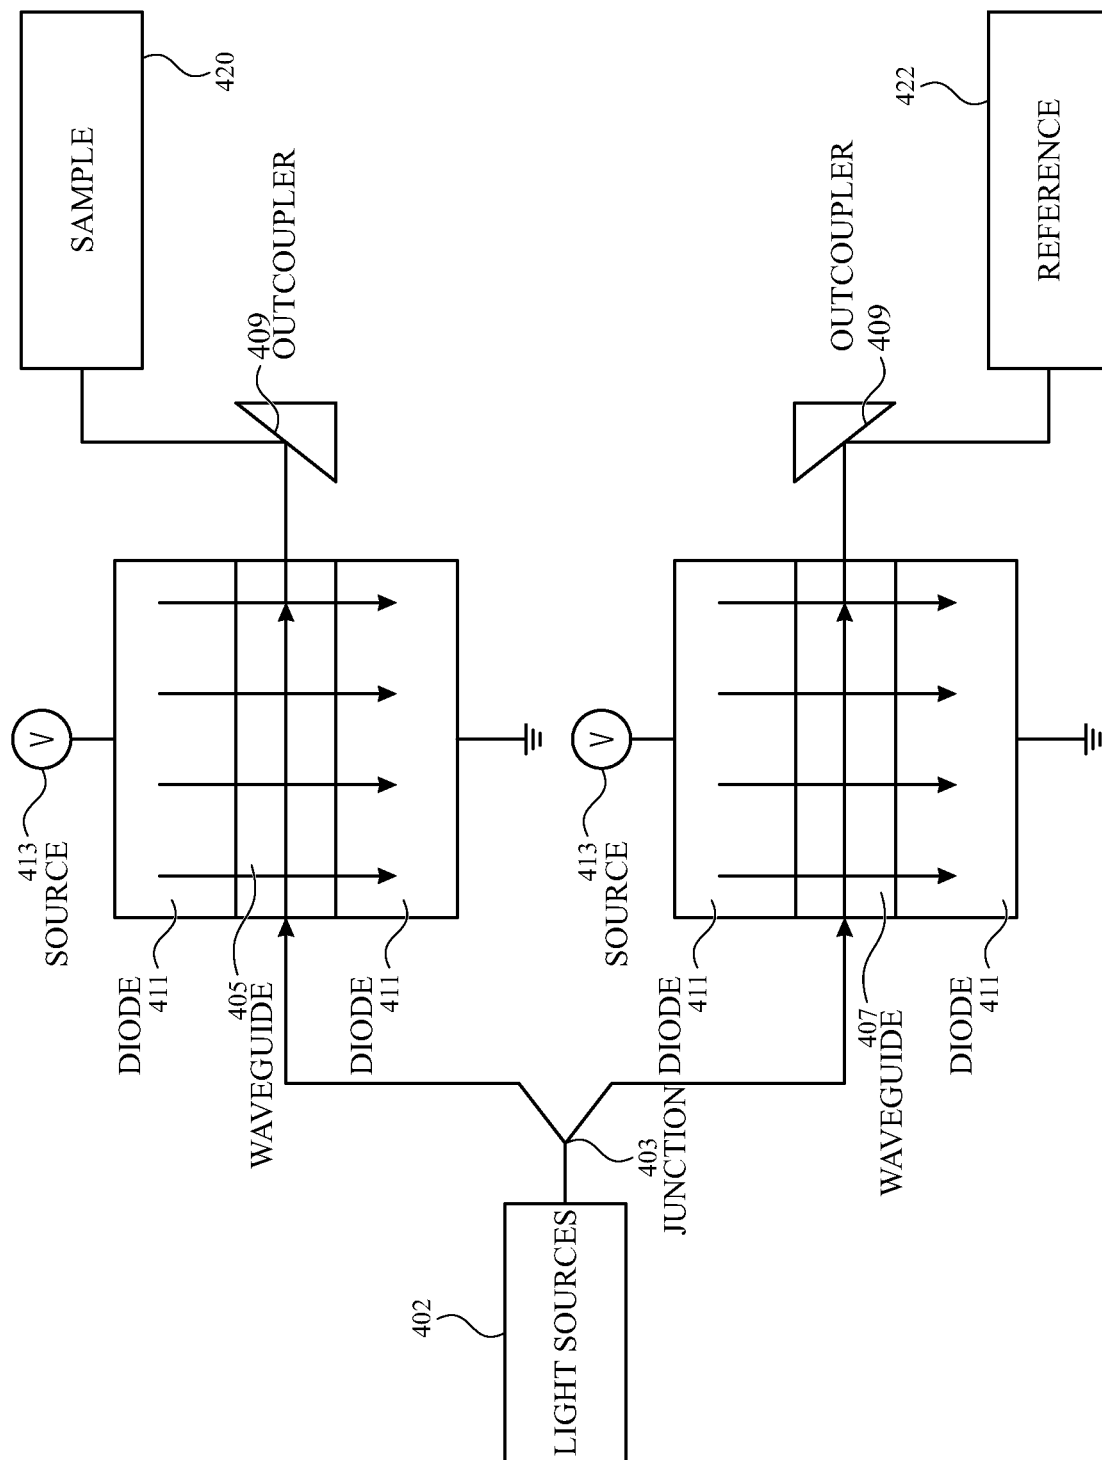 SAMPLE
420
409
OUTCOUPLER
V
413
SOURCE
DIODE
411
405
WAVEGUIDE
DIODE
411
REFERENCE
422
OUTCOUPLER
409
V
413
SOURCE
DIODE
411
407
WAVEGUIDE
DIODE
411
403
JUNCTION
LIGHT SOURCES
402